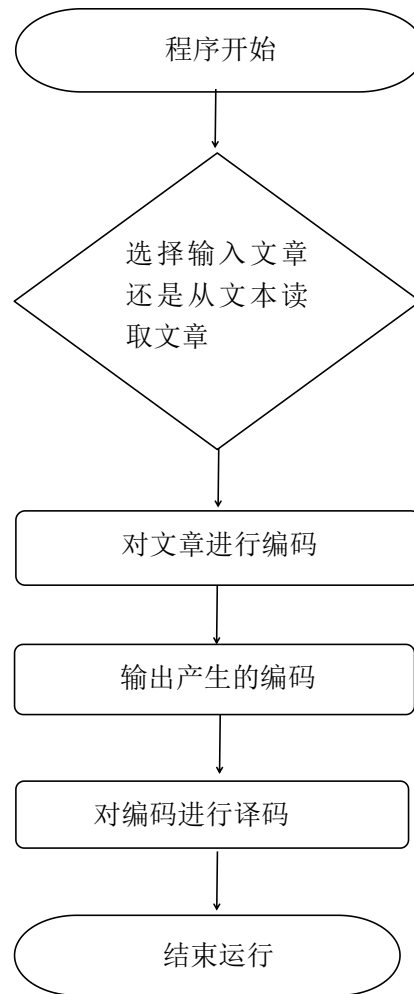 程序开始
选择输入文章
还是从文本读
取文章
对文章进行编码
输出产生的编码
对编码进行译码
结束运行